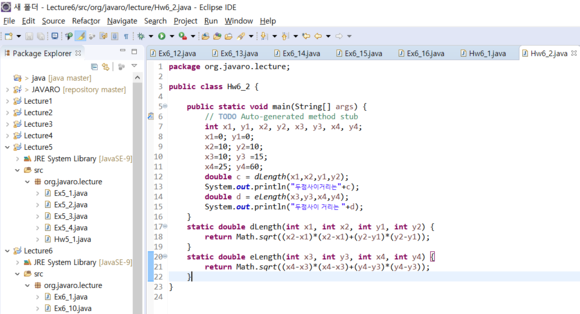 새 폴더 - Lecture6/src/org/javaro/lecture/Hw6_2.java - Eclipse IDE
File Edit Source Refactor Navigate Search Project Run Window Help
Package Explorer
Ex6_12.java Ex6_13.java Ex6_14.java Ex6_15.java Ex6_16.java Hw6_1.java Hw6_2.java
> java [java master]
JAVARO [repository master]
Lecture1
Lecture2
Lecture3
Lecture4
Lecture5
JRE System Library [JavaSE-9]
src
org.javaro.lecture
Ex5_1.java
Ex5_2.java
Ex5_3.java
Ex5_4.java
Hw5_1.java
Lecture6
JRE System Library [JavaSE-9]
src
org.javaro.lecture
Ex6_1.java
Ex6_10.java
1 package org.javaro.lecture;
2
3 public class Hw6_2 {
4
5 public static void main(String[] args) {
6 // TODO Auto-generated method stub
7 int x1, y1, x2, y2, x3, y3, x4, y4;
8 x1=0; y1=0;
9 x2=10; y2=10;
10 x3=10; y3 =15;
11 x4=25; y4=60;
12 double c = dLength(x1,x2,y1,y2);
13 System.out.println("두점사이거리는"+c);
14 double d = eLength(x3,y3,x4,y4);
15 System.out.println("두점사이 거리는 "+d);
16 }
17 static double dLength(int x1, int x2, int y1, int y2) {
18 return Math.sqrt((x2-x1)*(x2-x1)+(y2-y1)*(y2-y1));
19 }
20 static double eLength(int x3, int y3, int x4, int y4) {
21 return Math.sqrt((x4-x3)*(x4-x3)+(y4-y3)*(y4-y3));
22 }
23 }
24